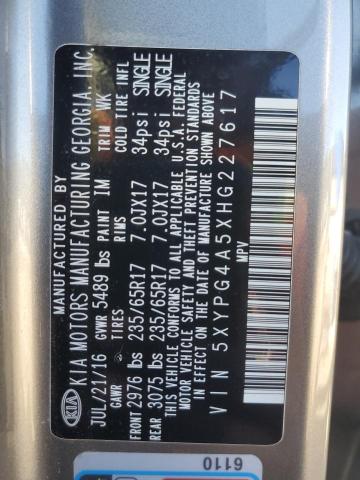 MANUFACTURED BY
KIA MOTORS MANUFACTURING GEORGIA, INC.
KIA
JUL/21/16 GVWR 5489 lbs PAINT IM TRIM WK
GAWR TIRES RIMS COLD TIRE INFL
FRONT 2976 lbs 235/65R17 7.0JX17 34psi SINGLE
REAR 3075 lbs 235/65R17 7.0JX17 34psi SINGLE
THIS VEHICLE CONFORMS TO ALL APPLICABLE U.S.A. FEDERAL
MOTOR VEHICLE SAFETY AND THEFT PREVENTION STANDARDS
IN EFFECT ON THE DATE OF MANUFACTURE SHOWN ABOVE
VIN 5XYPG4A5XHG227617
MPV
6110